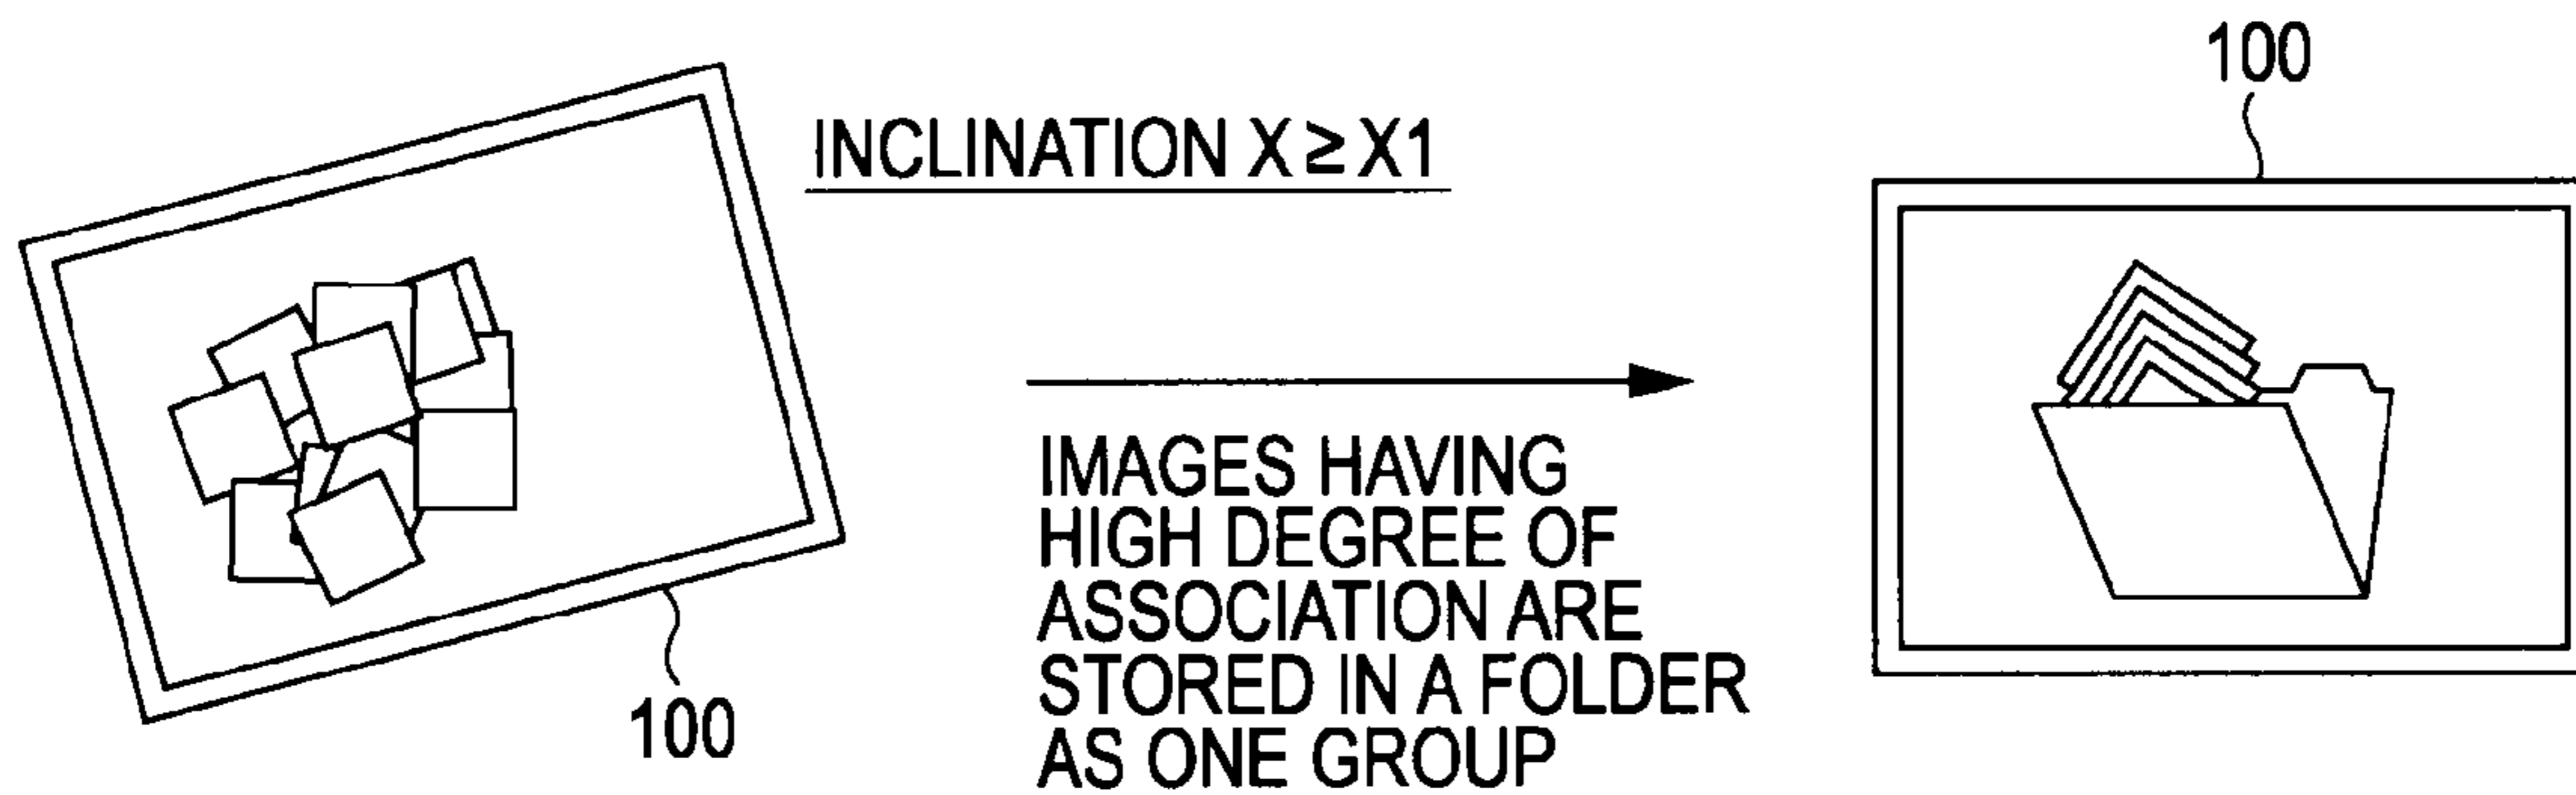 100
INCLINATION X ≥ X1
IMAGES HAVING
HIGH DEGREE OF
ASSOCIATION ARE
STORED IN A FOLDER
AS ONE GROUP
100